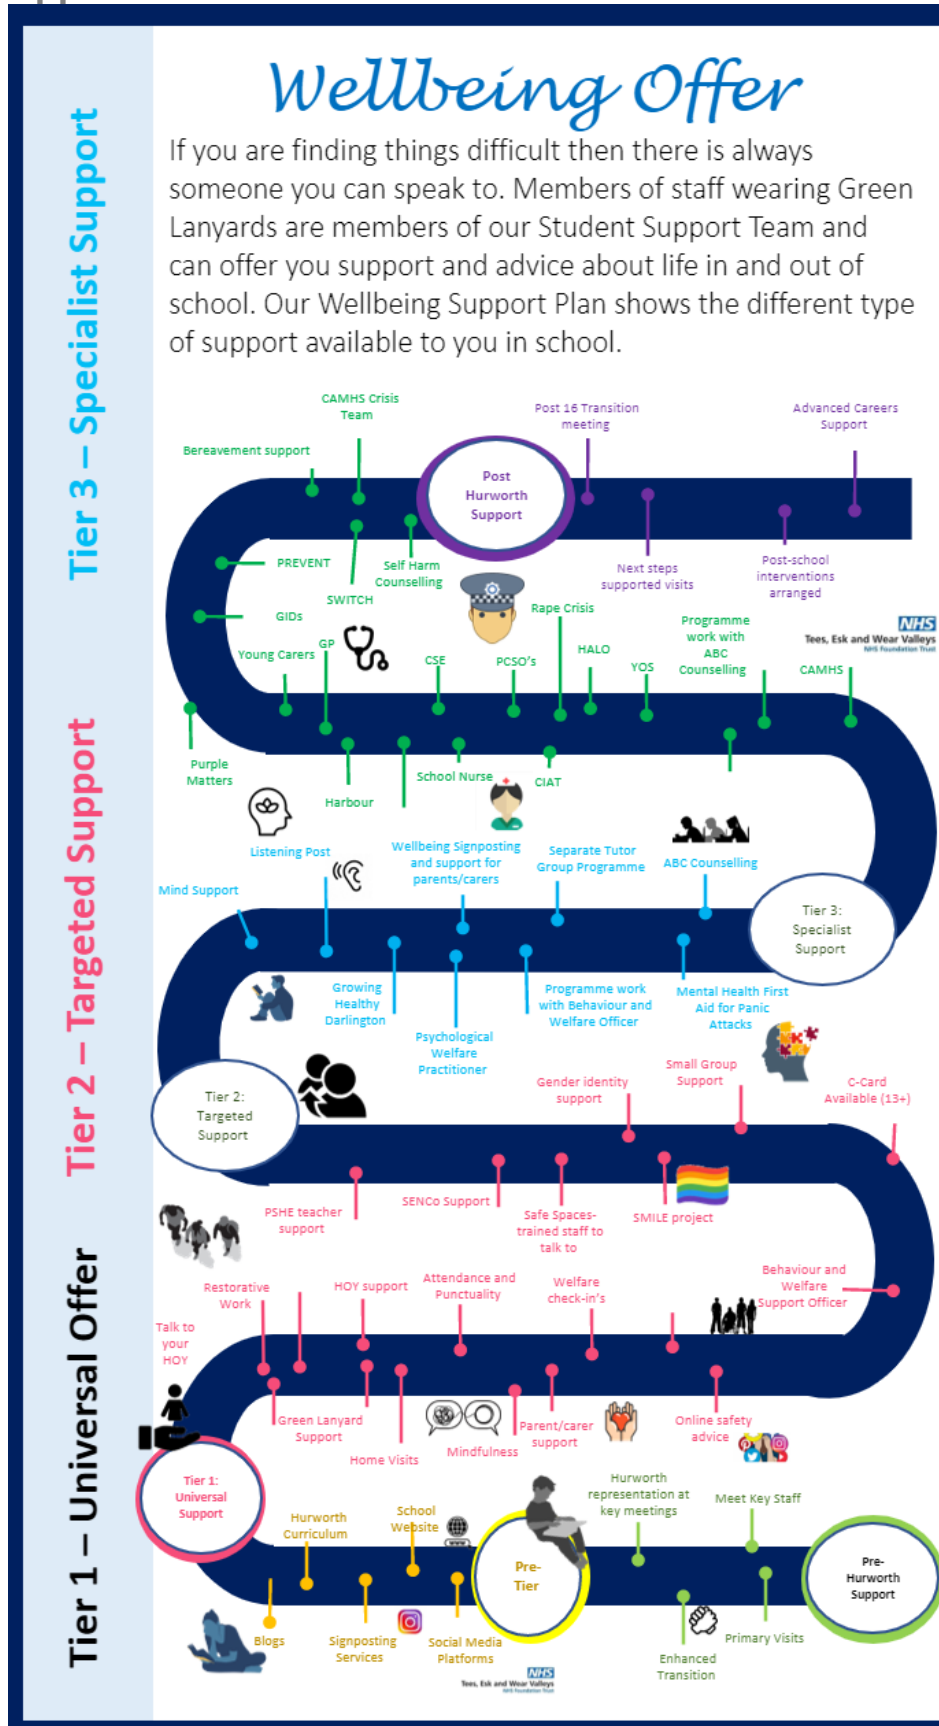 Wellbeing Offer
If you are finding things difficult then there is always
someone you can speak to. Members of staff wearing Green
Lanyards are members of our Student Support Team and
can offer you support and advice about life in and out of
school. Our Wellbeing Support Plan shows the different type
of support available to you in school.
Tier 3 – Specialist Support
Tier 2 – Targeted Support
Tier 1 – Universal Offer
CAMHS Crisis
Team
Post 16 Transition
meeting
Advanced Careers
Support
Bereavement support
Post
Hurworth
Support
PREVENT
Self Harm
Counselling
Next steps
supported visits
Post-school
interventions
arranged
SWITCH
GIDs
Rape Crisis
Programme
work with
ABC
Counselling
NHS
Tees, Esk and Wear Valleys
NHS Foundation Trust
Young Carers
GP
CSE
PCSO's
HALO
YOS
CAMHS
Purple
Matters
Harbour
School Nurse
CIAT
Listening Post
Wellbeing Signposting
and support for
parents/carers
Separate Tutor
Group Programme
ABC Counselling
Mind Support
Tier 3:
Specialist
Support
Growing
Healthy
Darlington
Psychological
Welfare
Practitioner
Programme work
with Behaviour and
Welfare Officer
Mental Health First
Aid for Panic
Attacks
Tier 2:
Targeted
Support
Gender identity
support
Small Group
Support
C-Card
Available (13+)
PSHE teacher
support
SENCo Support
Safe Spaces-
trained staff to
talk to
SMILE project
Restorative
Work
HOY support
Attendance and
Punctuality
Welfare
check-in's
Behaviour and
Welfare
Support Officer
Talk to
your
HOY
Green Lanyard
Support
Home Visits
Mindfulness
Parent/carer
support
Online safety
advice
Tier 1:
Universal
Support
Hurworth
Curriculum
School
Website
Pre-
Tier
Hurworth
representation at
key meetings
Meet Key Staff
Pre-
Hurworth
Support
Blogs
Signposting
Services
Social Media
Platforms
Enhanced
Transition
Primary Visits
NHS
Tees, Esk and Wear Valleys
NHS Foundation Trust